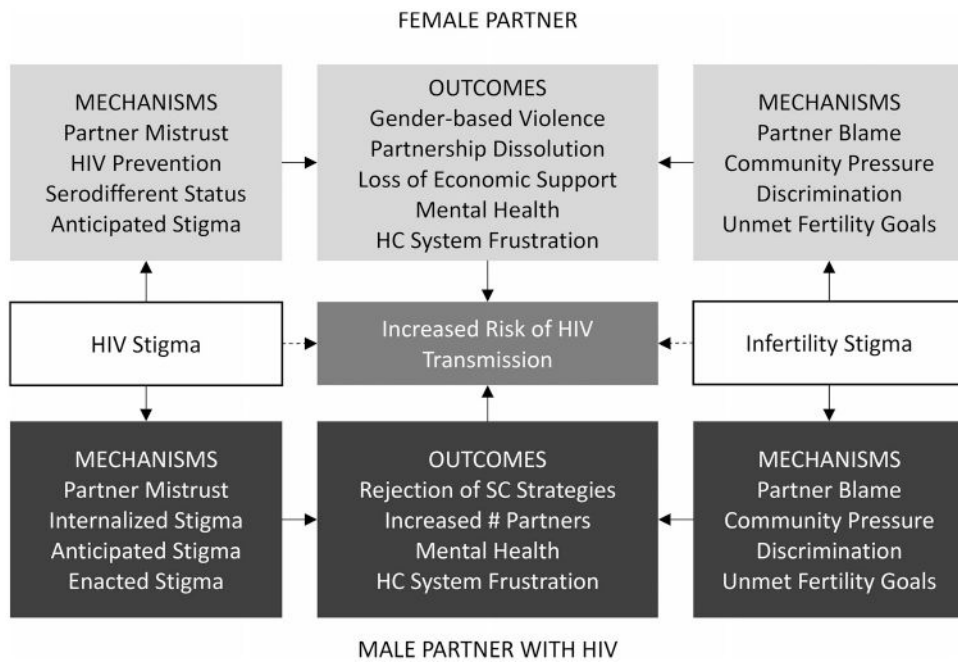 FEMALE PARTNER
MECHANISMS
Partner Mistrust
HIV Prevention
Serodifferent Status
Anticipated Stigma
OUTCOMES
Gender-based Violence
Partnership Dissolution
Loss of Economic Support
Mental Health
HC System Frustration
MECHANISMS
Partner Blame
Community Pressure
Discrimination
Unmet Fertility Goals
HIV Stigma
Increased Risk of HIV
Transmission
Infertility Stigma
MECHANISMS
Partner Mistrust
Internalized Stigma
Anticipated Stigma
Enacted Stigma
OUTCOMES
Rejection of SC Strategies
Increased # Partners
Mental Health
HC System Frustration
MECHANISMS
Partner Blame
Community Pressure
Discrimination
Unmet Fertility Goals
MALE PARTNER WITH HIV